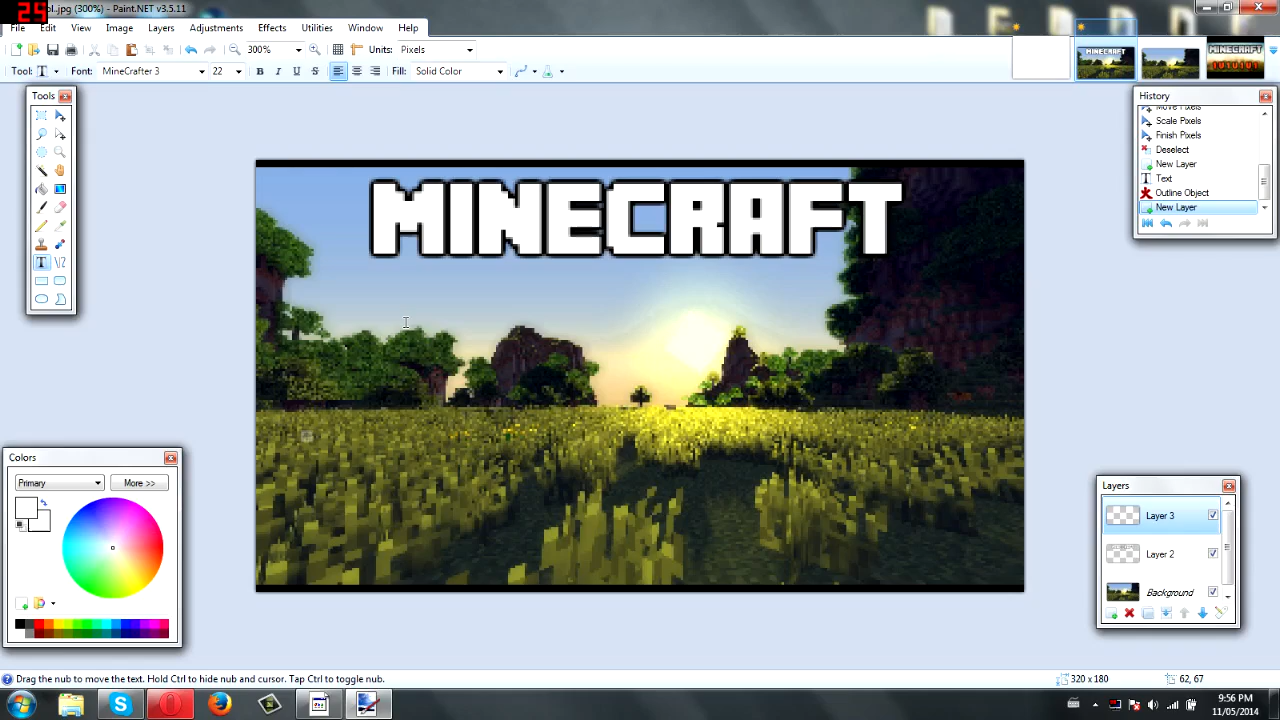 29
ol.jpg (300%) - Paint.NET v3.5.11
File Edit View Image Layers Adjustments Effects Utilities Window Help
300% Units: Pixels
Tool: T Font: MineCrafter 3 22 B I U S Fill: Solid Color
MINECRAFT
MINECRAFT
Tools
History
Move Pixels
Scale Pixels
Finish Pixels
Deselect
New Layer
Text
Outline Object
New Layer
MINECRAFT
Colors
Primary
More >>
Layers
Layer 3
Layer 2
Background
Drag the nub to move the text. Hold Ctrl to hide nub and cursor. Tap Ctrl to toggle nub.
320 x 180
62, 67
9:56 PM
11/05/2014